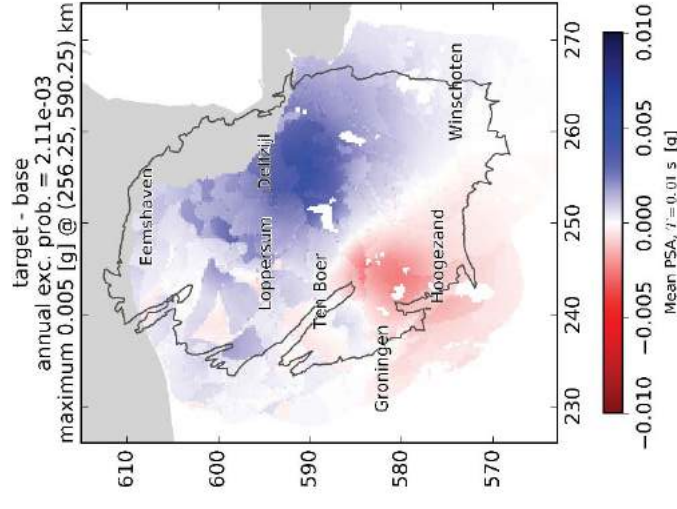 target - base
annual exc. prob. = 2.11e-03
maximum 0.005 [g] @ (256.25, 590.25) km
610
600
590
580
570
Eemshaven
Delfzijl
Loppersum
Ten Boer
Groningen
Hoogezand
Winschoten
230 240 250 260 270
−0.010 −0.005 0.000 0.005 0.010
Mean PSA, T = 0.01 s [g]